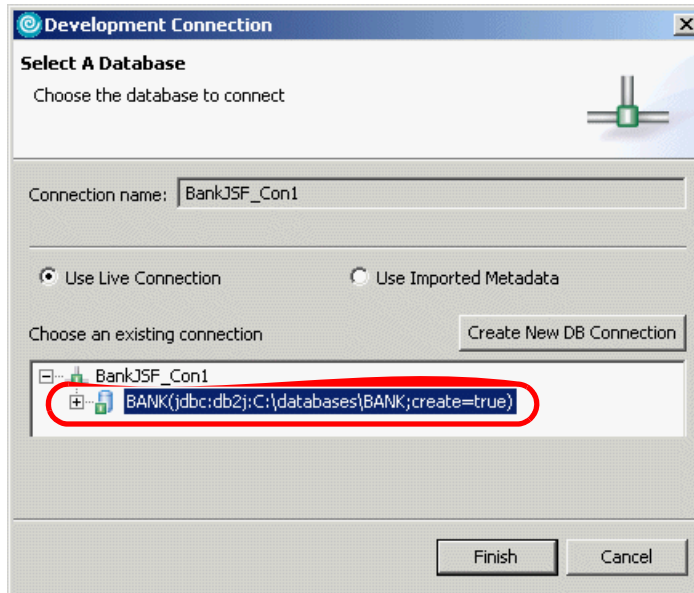 Development Connection
Select A Database
Choose the database to connect
Connection name: BankJSF_Con1
Use Live Connection Use Imported Metadata
Choose an existing connection Create New DB Connection
BankJSF_Con1
BANK(jdbc:db2j:C:\databases\BANK;create=true)
Finish Cancel